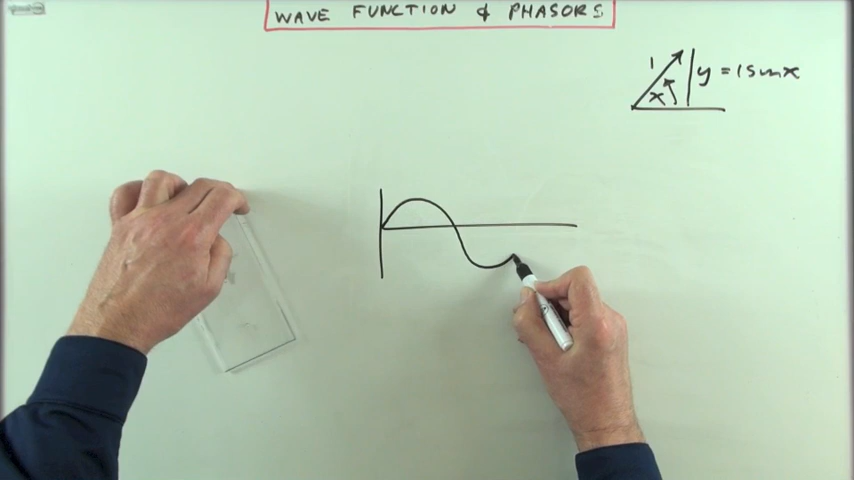 WAVE FUNCTION & PHASORS
1
x
y = 1 sin x